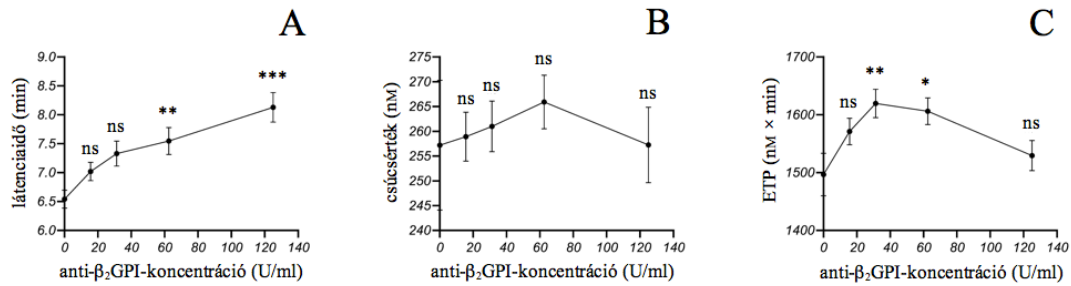 A
látenciaidő (min)
9.0
8.5
8.0
7.5
7.0
6.5
6.0
ns
ns
**
***
0 20 40 60 80 100 120 140
anti-β₂GPI-koncentráció (U/ml)
B
csúcsérték (nM)
275
270
265
260
255
250
245
240
ns
ns
ns
ns
0 20 40 60 80 100 120 140
anti-β₂GPI-koncentráció (U/ml)
C
ETP (nM × min)
1700
1600
1500
1400
ns
**
*
ns
0 20 40 60 80 100 120 140
anti-β₂GPI-koncentráció (U/ml)